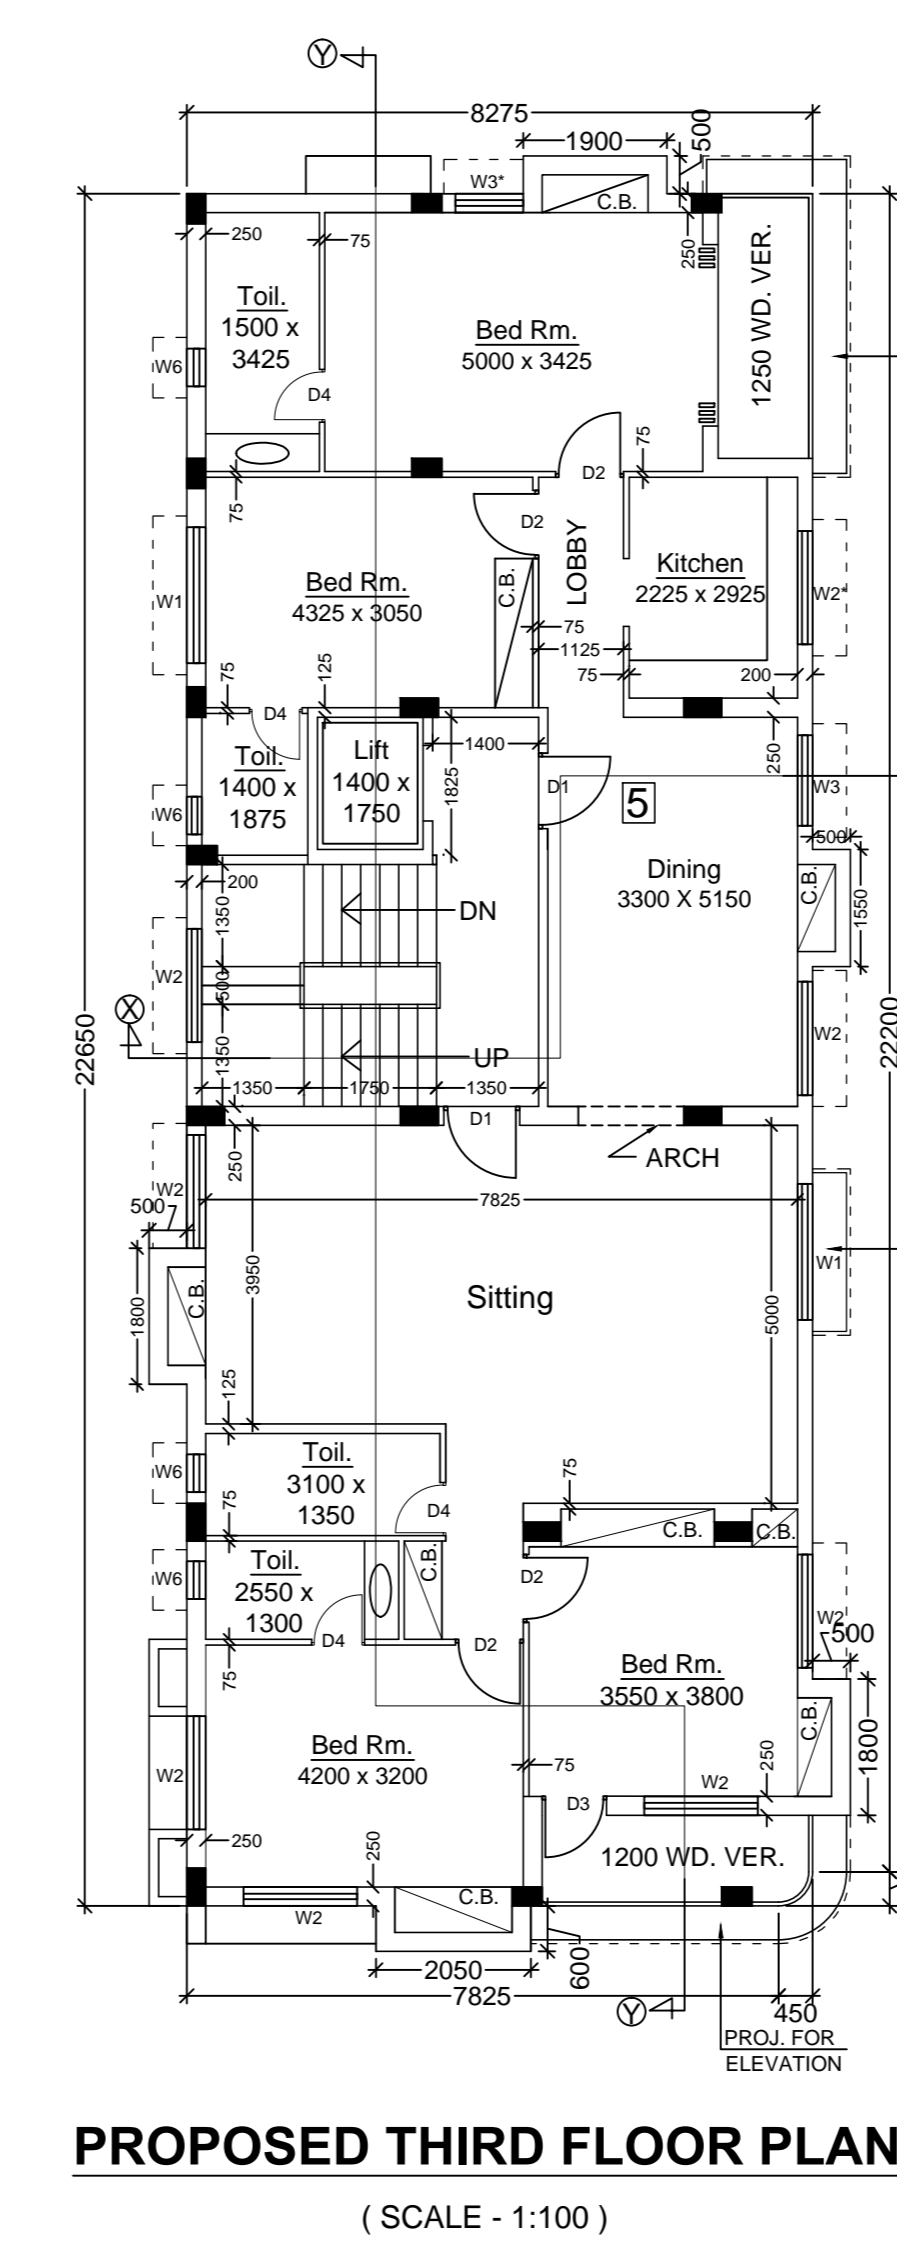 Y
8275
1900
500
W3*
C.B.
250
75
250
Toil.
1500 x
3425
Bed Rm.
5000 x 3425
1250 WD. VER.
W6
D4
75
D2
75
D2
LOBBY
Kitchen
2225 x 2925
W2*
W1
Bed Rm.
4325 x 3050
C.B.
75
1125
75
200
75
125
D4
Toil.
1400 x
1875
Lift
1400 x
1750
1400
1825
250
D1
5
W3
W6
500
Dining
3300 X 5150
C.B.
1550
200
1350
DN
W2
500
X
22650
22200
W2
1350
UP
1350
1750
1350
D1
250
ARCH
W2
500
7825
W1
3950
Sitting
5000
C.B.
1800
125
Toil.
3100 x
1350
W6
75
D4
75
C.B.
C.B.
Toil.
2550 x
1300
W6
C.B.
D2
D4
D2
75
W2
500
Bed Rm.
3550 x 3800
C.B.
1800
Bed Rm.
4200 x 3200
W2
75
250
W2
D3
250
250
1200 WD. VER.
C.B.
W2
2050
600
7825
450
Y
PROJ. FOR
ELEVATION
PROPOSED THIRD FLOOR PLAN
( SCALE - 1:100 )